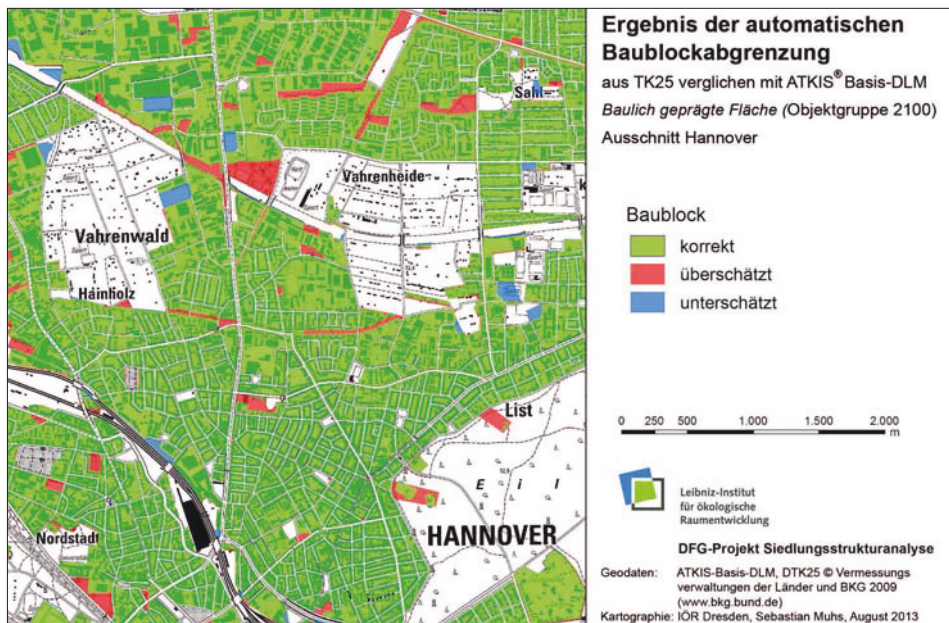 Ergebnis der automatischen
Baublockabgrenzung
aus TK25 verglichen mit ATKIS® Basis-DLM
Baulich geprägte Fläche (Objektgruppe 2100)
Ausschnitt Hannover
Baublock
korrekt
überschätzt
unterschätzt
0 250 500 1.000 1.500 2.000
m
Leibniz-Institut
für ökologische
Raumentwicklung
DFG-Projekt Siedlungsstrukturanalyse
Geodaten: ATKIS-Basis-DLM, DTK25 © Vermessungs
verwaltungen der Länder und BKG 2009
(www.bkg.bund.de)
Kartographie: IÖR Dresden, Sebastian Muhs, August 2013
Sahl
Vahrenheide
Vahrenwald
Hainholz
List
E i l
HANNOVER
Nordstadt